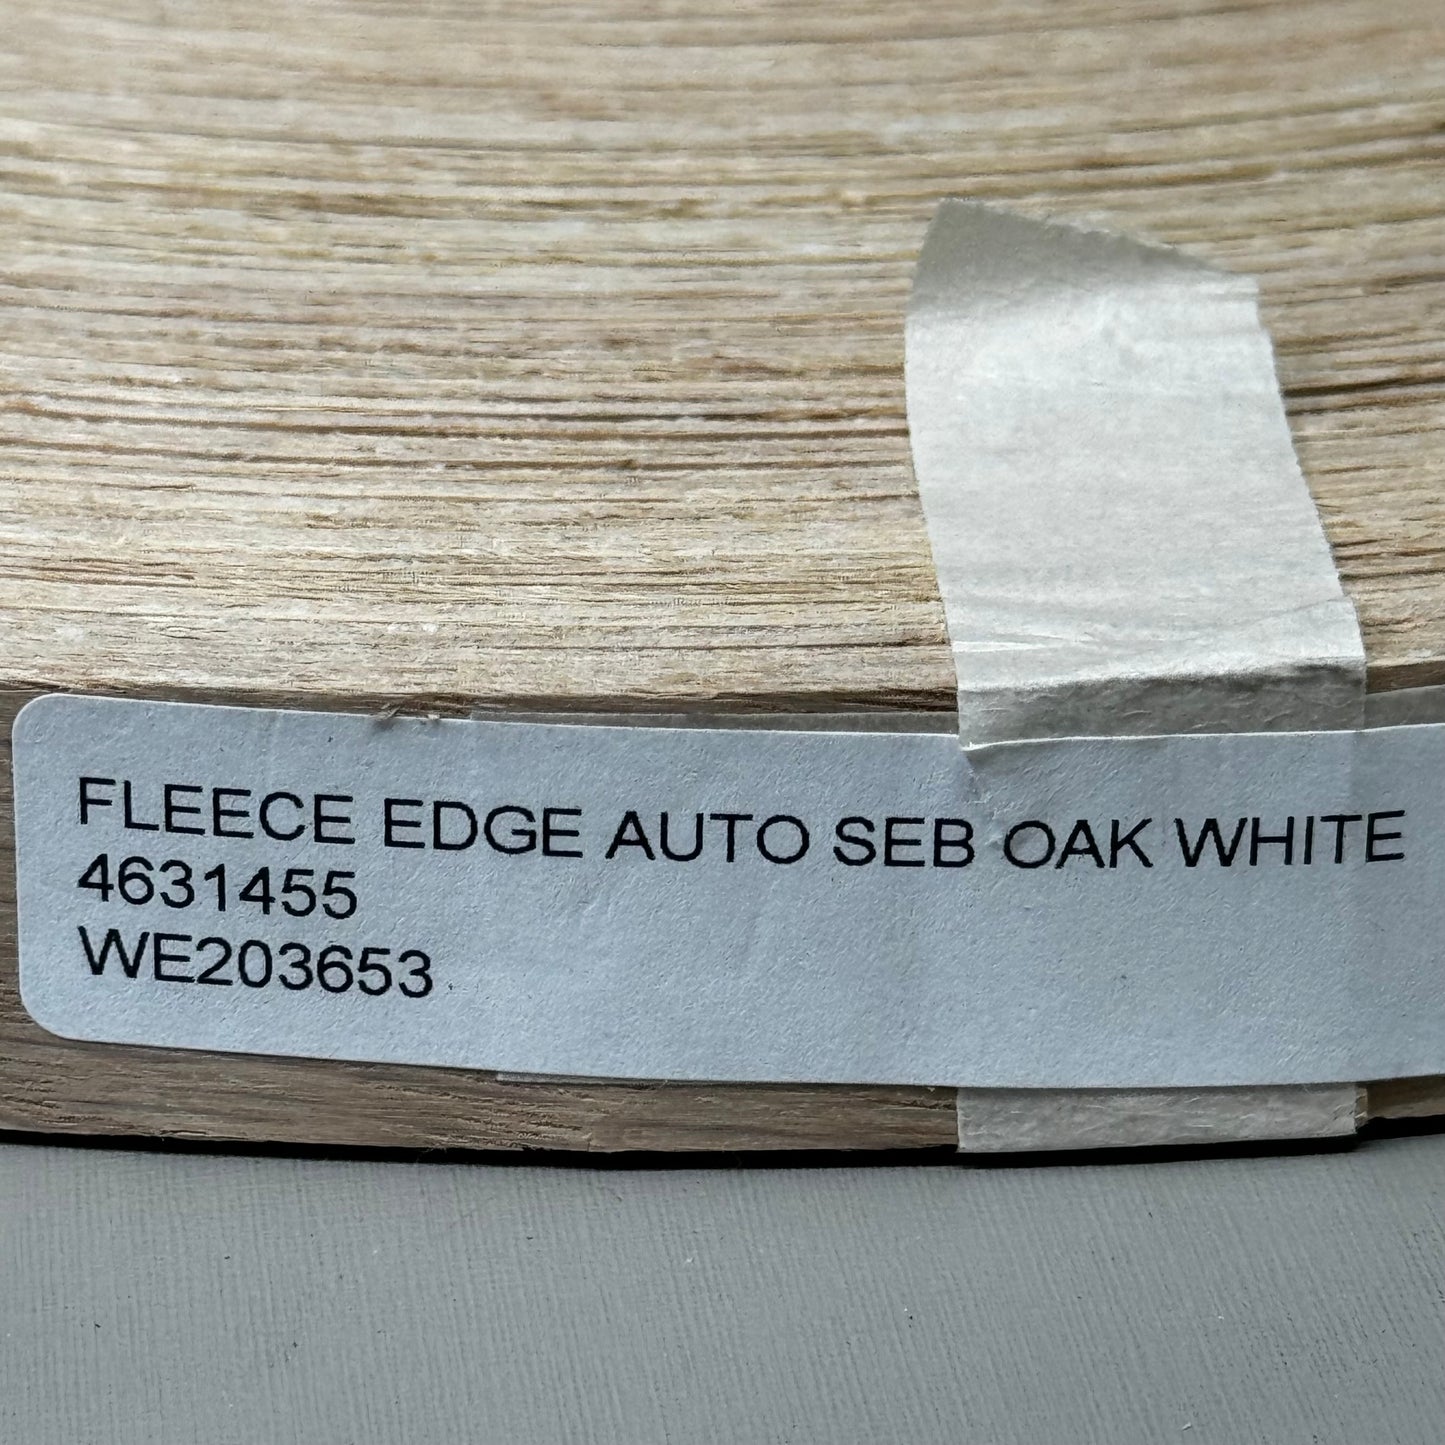 FLEECE EDGE AUTO SEB OAK WHITE
4631455
WE203653